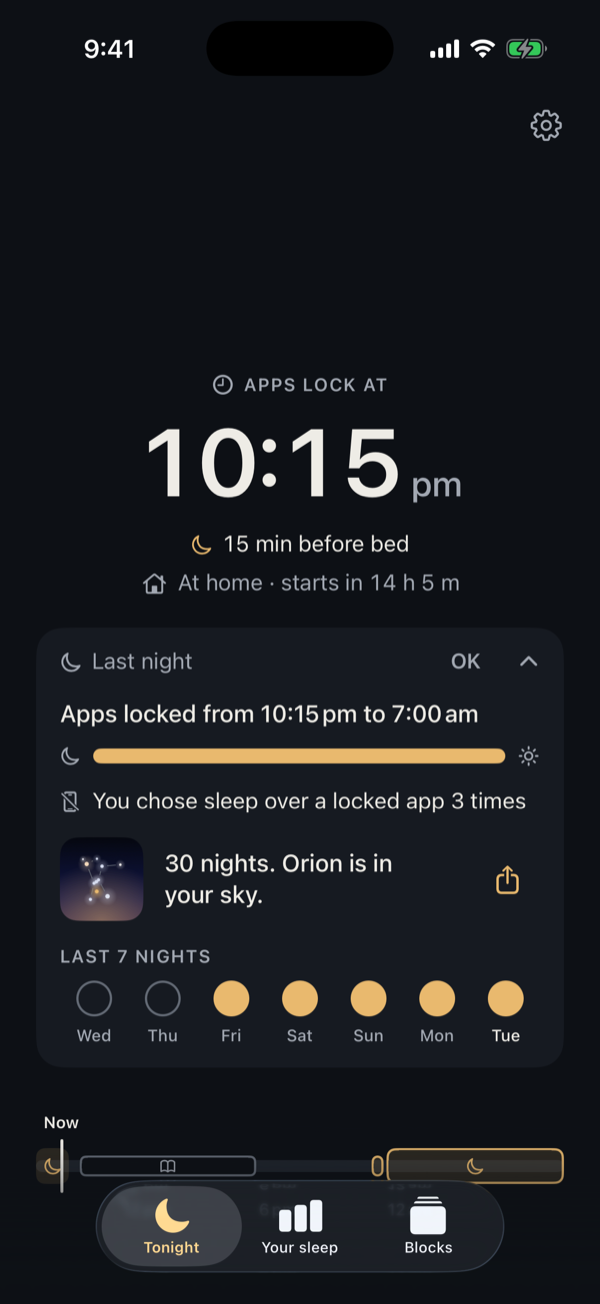 9:41
APPS LOCK AT
10:15 pm
15 min before bed
At home · starts in 14 h 5 m
Last night
OK
Apps locked from 10:15 pm to 7:00 am
You chose sleep over a locked app 3 times
30 nights. Orion is in
your sky.
LAST 7 NIGHTS
Wed Thu Fri Sat Sun Mon Tue
Now
Tonight Your sleep Blocks